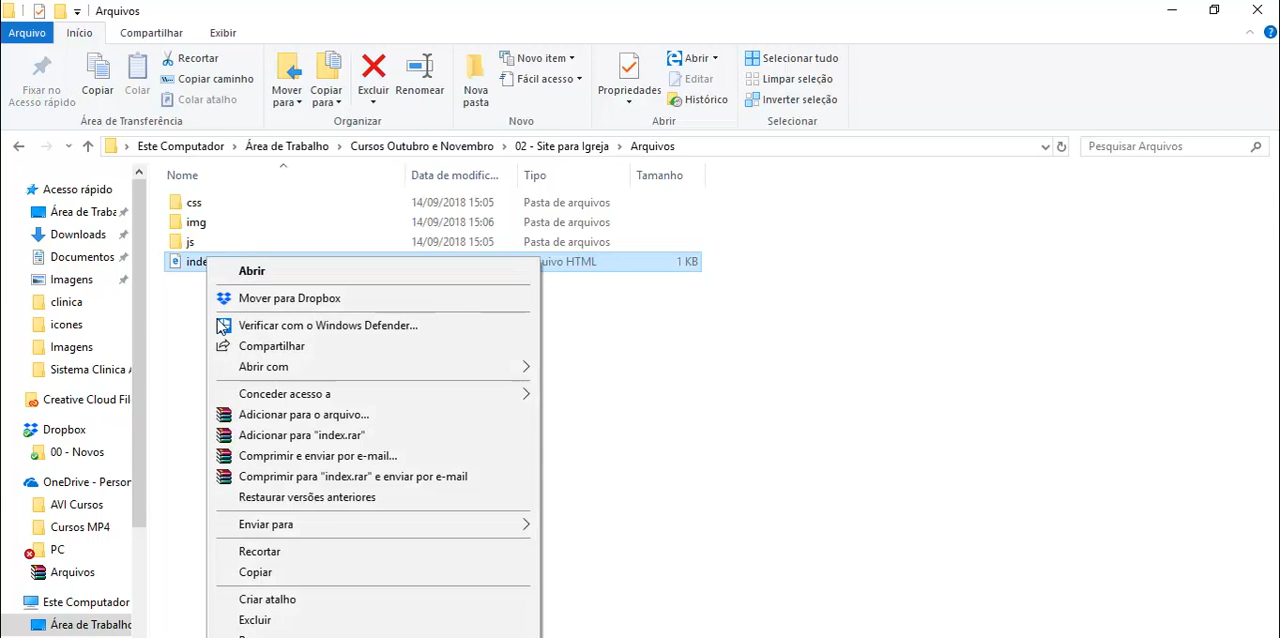 Arquivos
Arquivo Início Compartilhar Exibir
Fixar no Acesso rápido
Copiar
Colar
Recortar
Copiar caminho
Colar atalho
Área de Transferência
Mover para
Copiar para
Excluir
Renomear
Organizar
Nova pasta
Novo item
Fácil acesso
Novo
Propriedades
Abrir
Editar
Histórico
Abrir
Selecionar tudo
Limpar seleção
Inverter seleção
Selecionar
Este Computador › Área de Trabalho › Cursos Outubro e Novembro › 02 - Site para Igreja › Arquivos
Pesquisar Arquivos
Acesso rápido
Área de Traba
Downloads
Documentos
Imagens
clinica
icones
Imagens
Sistema Clinica A
Creative Cloud Fil
Dropbox
00 - Novos
OneDrive - Person
AVI Cursos
Cursos MP4
PC
Arquivos
Este Computador
Área de Trabalho
Nome Data de modific... Tipo Tamanho
css 14/09/2018 15:05 Pasta de arquivos
img 14/09/2018 15:06 Pasta de arquivos
js 14/09/2018 15:05 Pasta de arquivos
inde uivo HTML 1 KB
Abrir
Mover para Dropbox
Verificar com o Windows Defender...
Compartilhar
Abrir com
Conceder acesso a
Adicionar para o arquivo...
Adicionar para "index.rar"
Comprimir e enviar por e-mail...
Comprimir para "index.rar" e enviar por e-mail
Restaurar versões anteriores
Enviar para
Recortar
Copiar
Criar atalho
Excluir